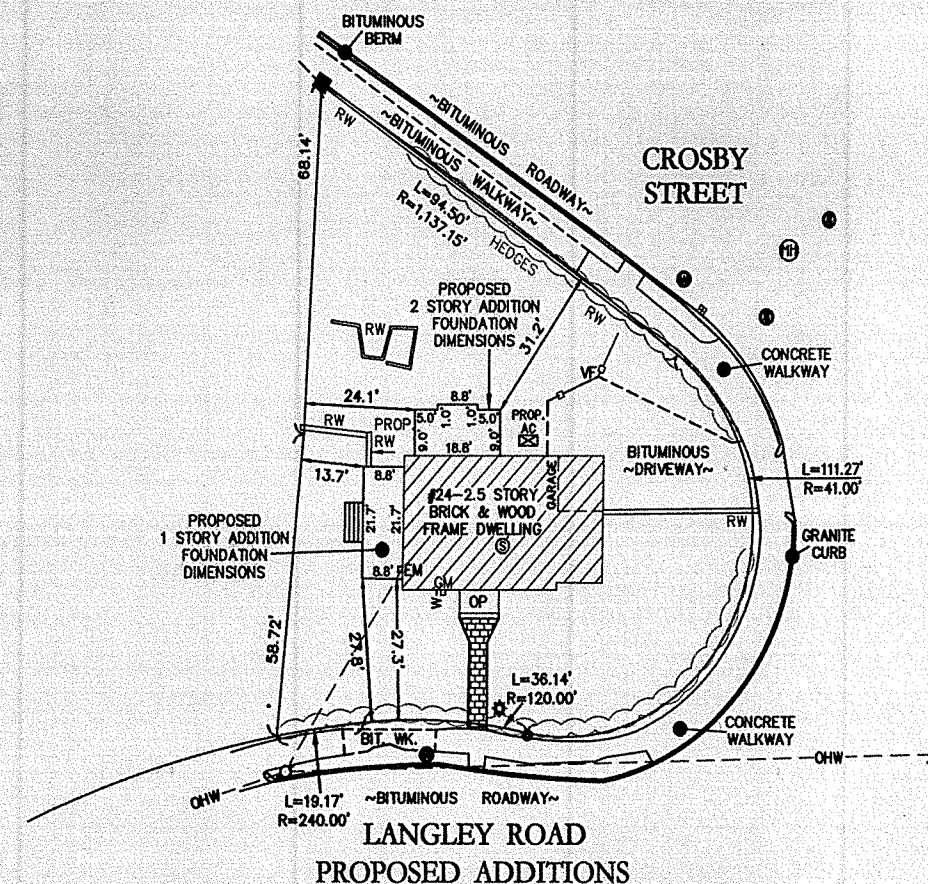 BITUMINOUS
BERM
~BITUMINOUS ROADWAY~
~BITUMINOUS WALKWAY~
RW
68.14'
L=94.50'
R=1,137.15'
HEDGES
CROSBY
STREET
MH
PROPOSED
2 STORY ADDITION
FOUNDATION
DIMENSIONS
31.2'
RW
RW
VF
CONCRETE
WALKWAY
24.1'
8.8'
5.0'
1.0'
1.0'
5.0'
9.0'
9.0'
18.8'
PROP.
AC
RW
PROP
RW
13.7'
8.8'
GARAGE
BITUMINOUS
~DRIVEWAY~
L=111.27'
R=41.00'
#24-2.5 STORY
BRICK & WOOD
FRAME DWELLING
S
RW
21.7'
21.7'
PROPOSED
1 STORY ADDITION
FOUNDATION
DIMENSIONS
GRANITE
CURB
8.8'
EM
GM
W
OP
58.72'
27.8'
27.3'
L=36.14'
R=120.00'
BIT. WK.
CONCRETE
WALKWAY
OHW
OHW
L=19.17'
R=240.00'
~BITUMINOUS ROADWAY~
LANGLEY ROAD
PROPOSED ADDITIONS